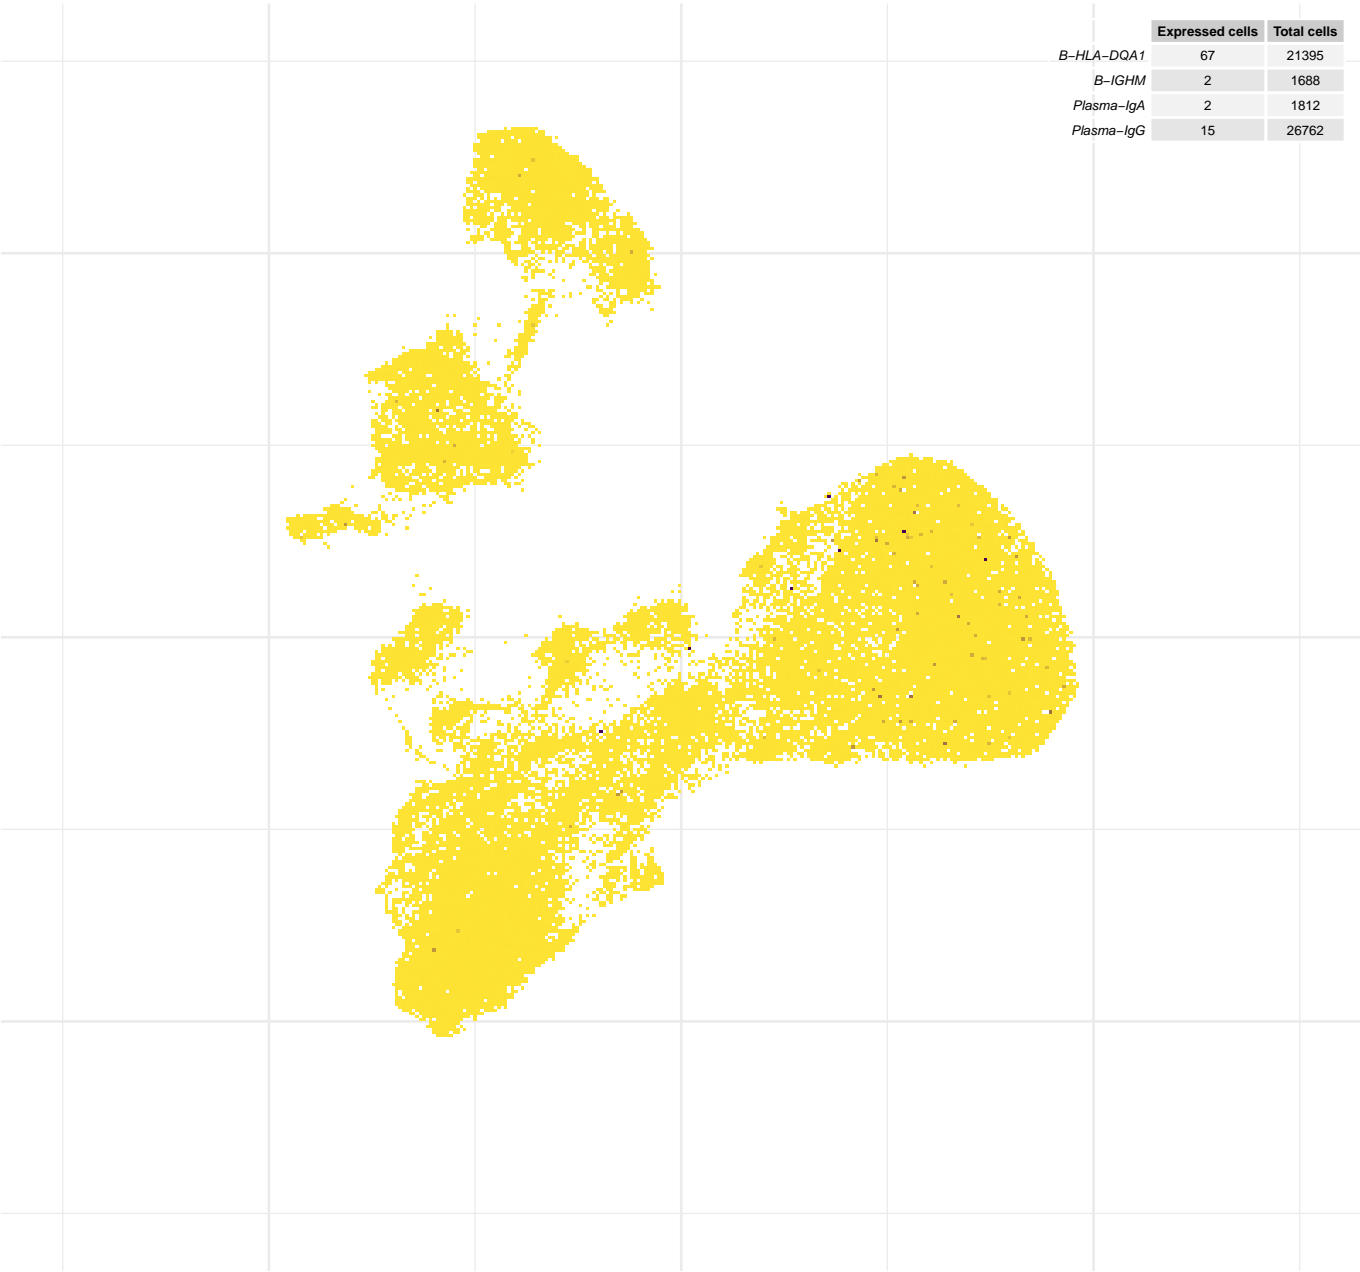 Expressed cells Total cells
B−HLA−DQA1 67 21395
B−IGHM 2 1688
Plasma−IgA 2 1812
Plasma−IgG 15 26762